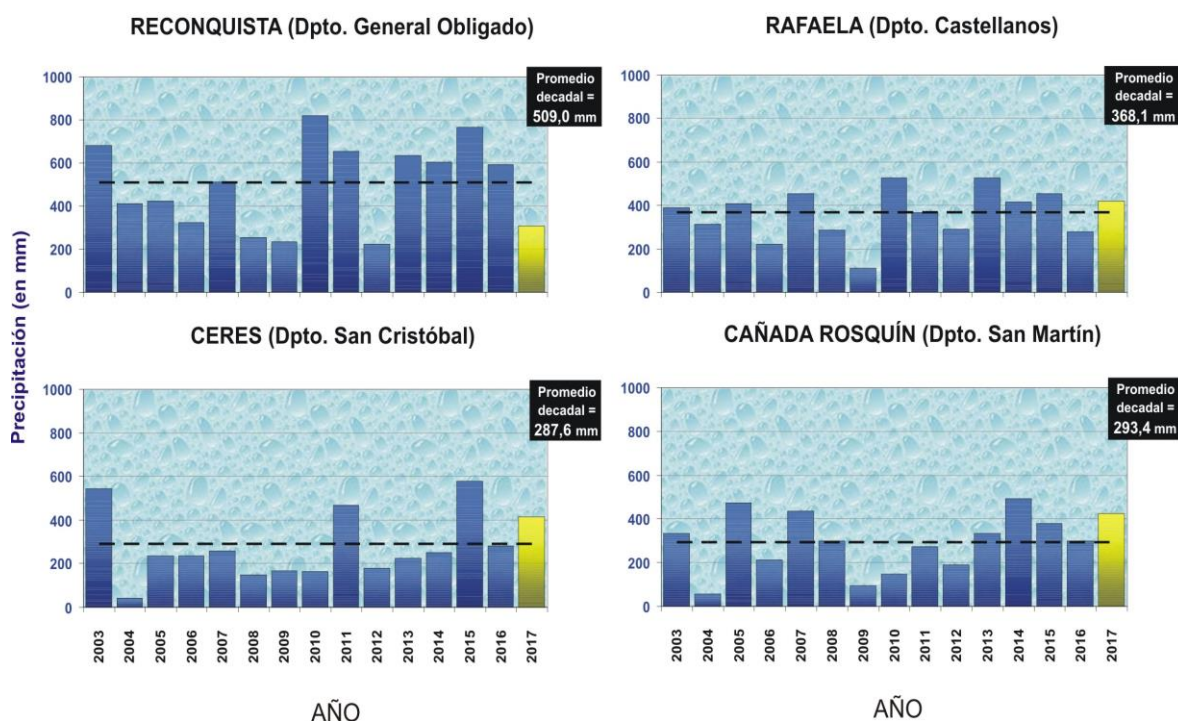 RECONQUISTA (Dpto. General Obligado)
1000
800
600
400
200
0
Promedio
decadal =
509,0 mm
RAFAELA (Dpto. Castellanos)
1000
800
600
400
200
0
Promedio
decadal =
368,1 mm
Precipitación (en mm)
CERES (Dpto. San Cristóbal)
1000
800
600
400
200
0
Promedio
decadal =
287,6 mm
2003
2004
2005
2006
2007
2008
2009
2010
2011
2012
2013
2014
2015
2016
2017
AÑO
CAÑADA ROSQUÍN (Dpto. San Martín)
1000
800
600
400
200
0
Promedio
decadal =
293,4 mm
2003
2004
2005
2006
2007
2008
2009
2010
2011
2012
2013
2014
2015
2016
2017
AÑO